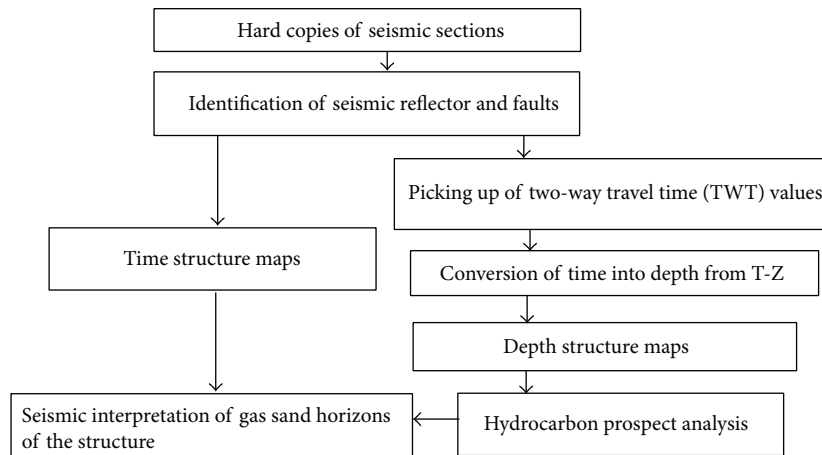 Hard copies of seismic sections
Identification of seismic reflector and faults
Picking up of two-way travel time (TWT) values
Time structure maps
Conversion of time into depth from T-Z
Depth structure maps
Seismic interpretation of gas sand horizons
of the structure
Hydrocarbon prospect analysis